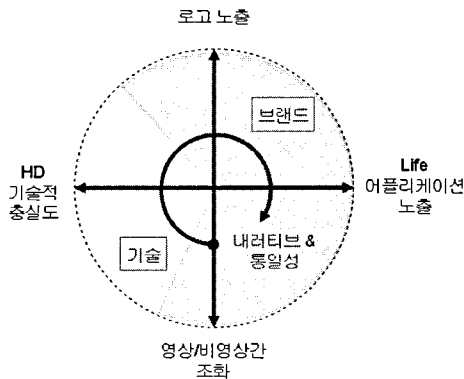 로고 노출
브랜드
HD
기술적
충실도
Life
어플리케이션
노출
기술
내러티브 &
통일성
영상/비영상간
조화